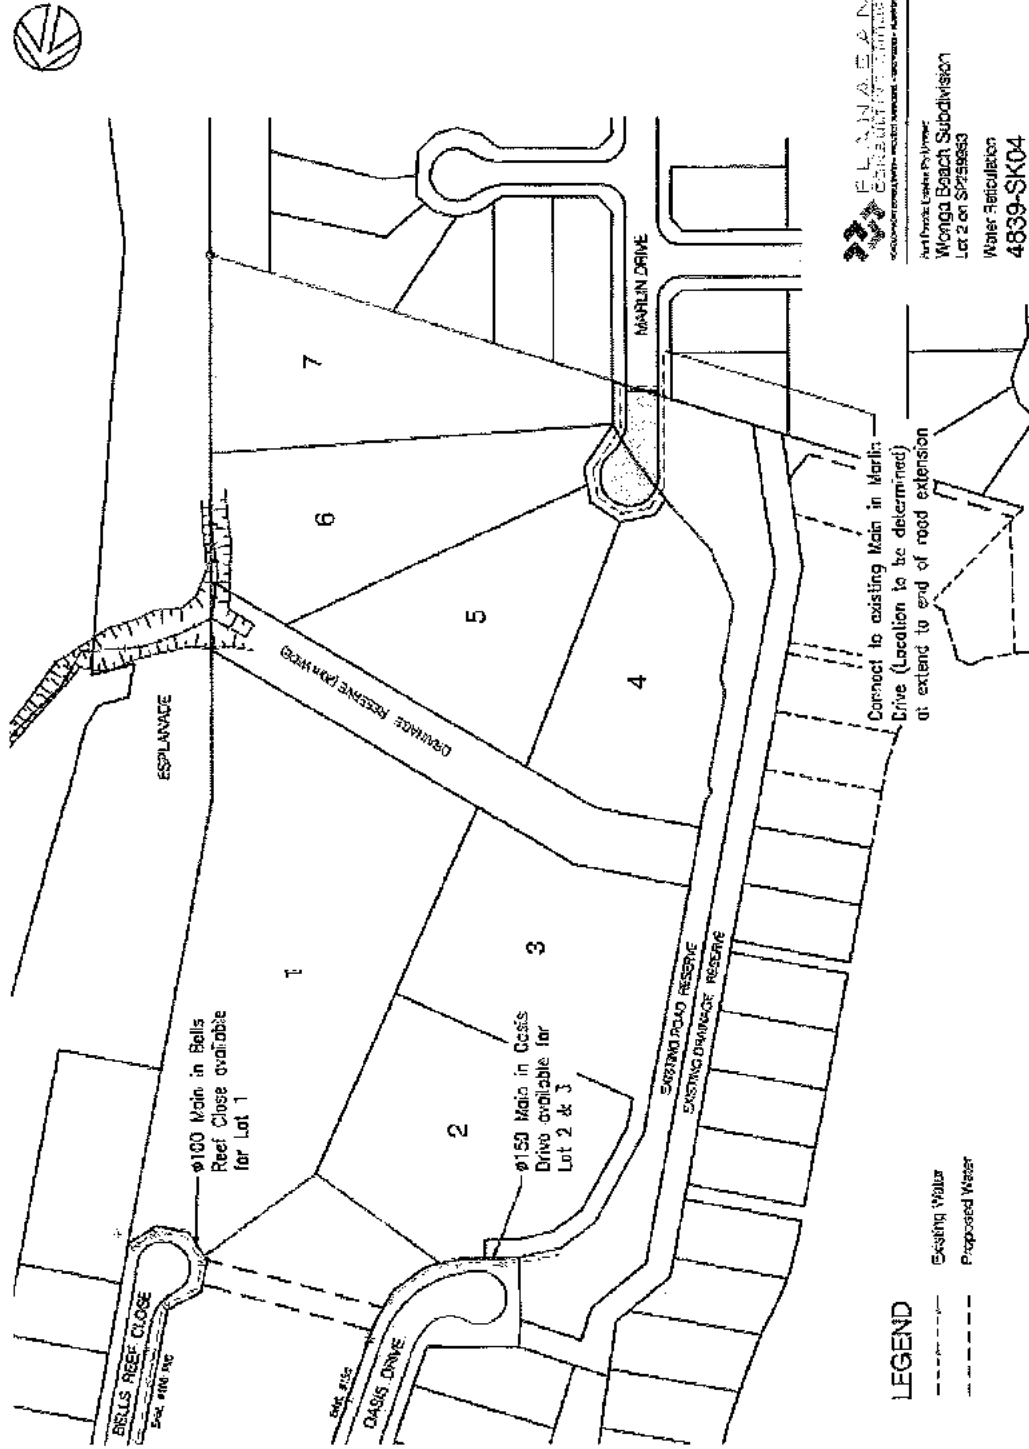 ESPLANADE
1
2
3
4
5
6
7
DRAINAGE RESERVE (20m WIDE)
ø100 Main in Bells
Reef Close available
for Lot 1
ø150 Main in Oasis
Drive available for
Lot 2 & 3
BELLS REEF CLOSE
OASIS DRIVE
EXISTING ROAD RESERVE
EXISTING DRAINAGE RESERVE
MARLIN DRIVE
Connect to existing Main in Marlin
Drive (Location to be determined)
at extend to end of road extension
LEGEND
Existing Water
Proposed Water
FLANAGAN
Wonga Beach Subdivision
Lot 2 on
Water Reticulation
4839-SK04